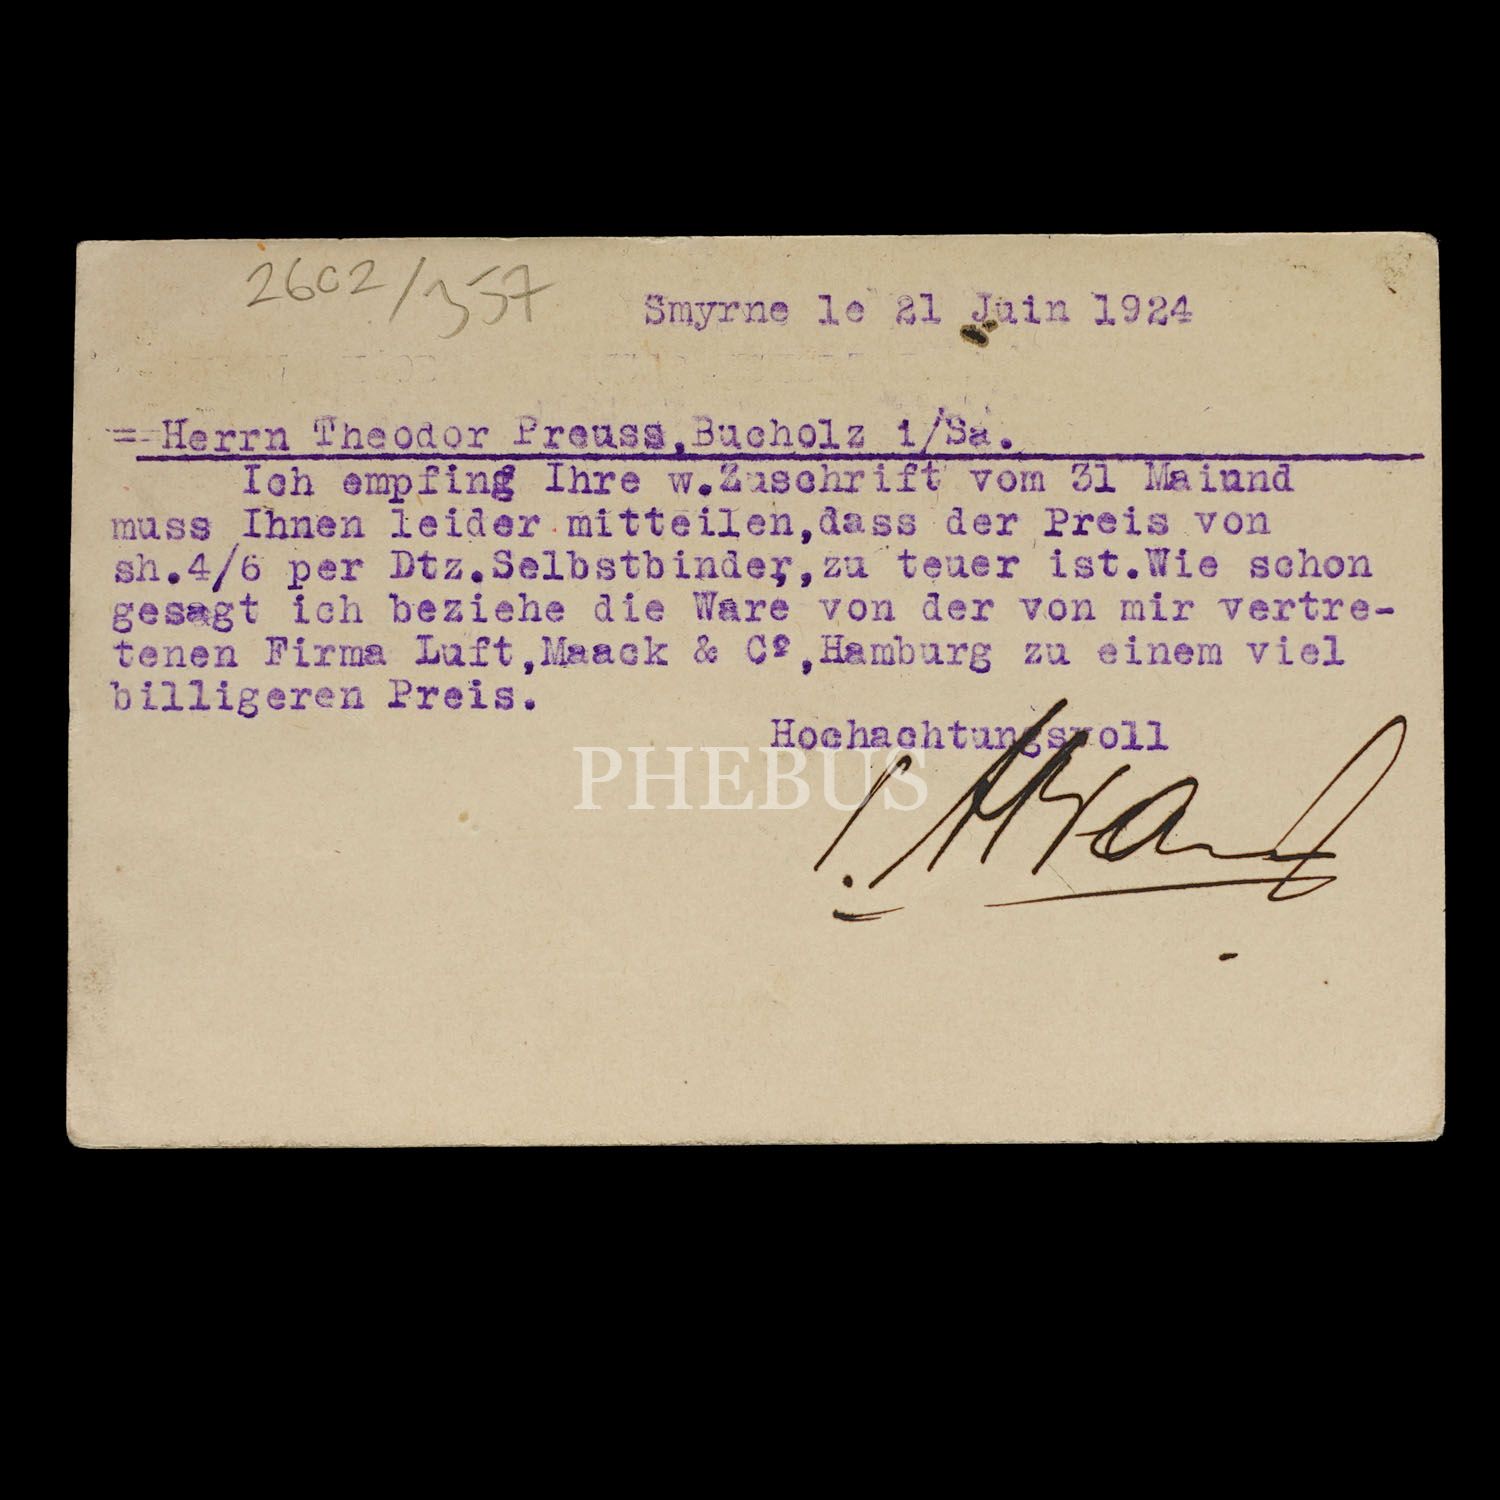 2602/357
Smyrne le 21 Juin 1924
=Herrn Theodor Preuss,Bucholz i/Sa.
Ich empfing Ihre w.Zuschrift vom 31 Maiund
muss Ihnen leider mitteilen,dass der Preis von
sh.4/6 per Dtz.Selbstbinder,zu teuer ist.Wie schon
gesagt ich beziehe die Ware von der von mir vertre-
tenen Firma Luft,Maack & Cº,Hamburg zu einem viel
billigeren Preis.
Hochachtungsvoll
PHEBUS